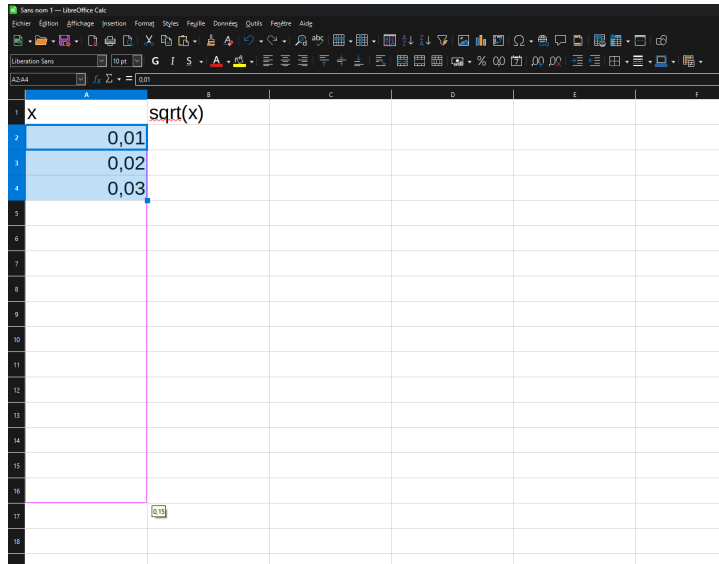 Sans nom 1 — LibreOffice Calc
Fichier Édition Affichage Insertion Format Styles Feuille Données Outils Fenêtre Aide
Liberation Sans 10 pt G I S A
A2:A4 fx Σ = 0,01
A B C D E F
1 x sqrt(x)
2 0,01
3 0,02
4 0,03
5
6
7
8
9
10
11
12
13
14
15
16
17 0,15
18